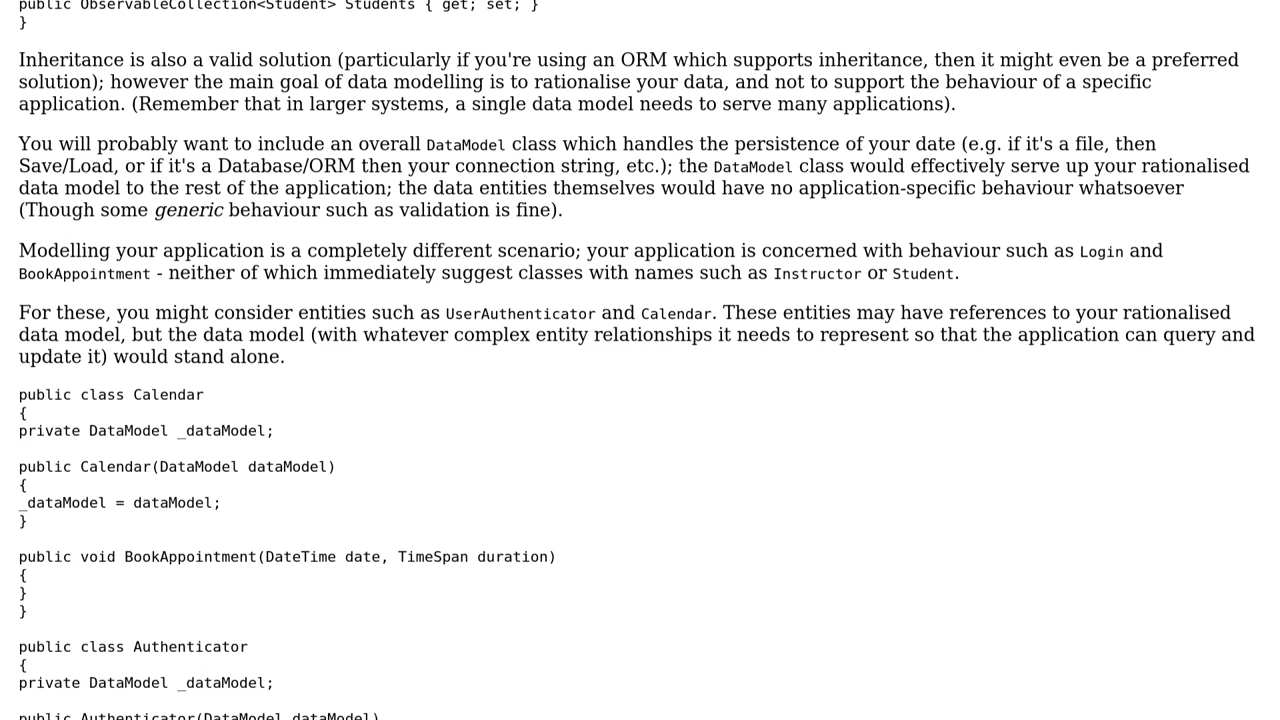 public ObservableCollection<Student> Students { get; set; }
}
Inheritance is also a valid solution (particularly if you're using an ORM which supports inheritance, then it might even be a preferred
solution); however the main goal of data modelling is to rationalise your data, and not to support the behaviour of a specific
application. (Remember that in larger systems, a single data model needs to serve many applications).
You will probably want to include an overall DataModel class which handles the persistence of your date (e.g. if it's a file, then
Save/Load, or if it's a Database/ORM then your connection string, etc.); the DataModel class would effectively serve up your rationalised
data model to the rest of the application; the data entities themselves would have no application-specific behaviour whatsoever
(Though some generic behaviour such as validation is fine).
Modelling your application is a completely different scenario; your application is concerned with behaviour such as Login and
BookAppointment - neither of which immediately suggest classes with names such as Instructor or Student.
For these, you might consider entities such as UserAuthenticator and Calendar. These entities may have references to your rationalised
data model, but the data model (with whatever complex entity relationships it needs to represent so that the application can query and
update it) would stand alone.
public class Calendar
{
private DataModel _dataModel;
public Calendar(DataModel dataModel)
{
_dataModel = dataModel;
}
public void BookAppointment(DateTime date, TimeSpan duration)
{
}
}
public class Authenticator
{
private DataModel _dataModel;
public Authenticator(DataModel dataModel)